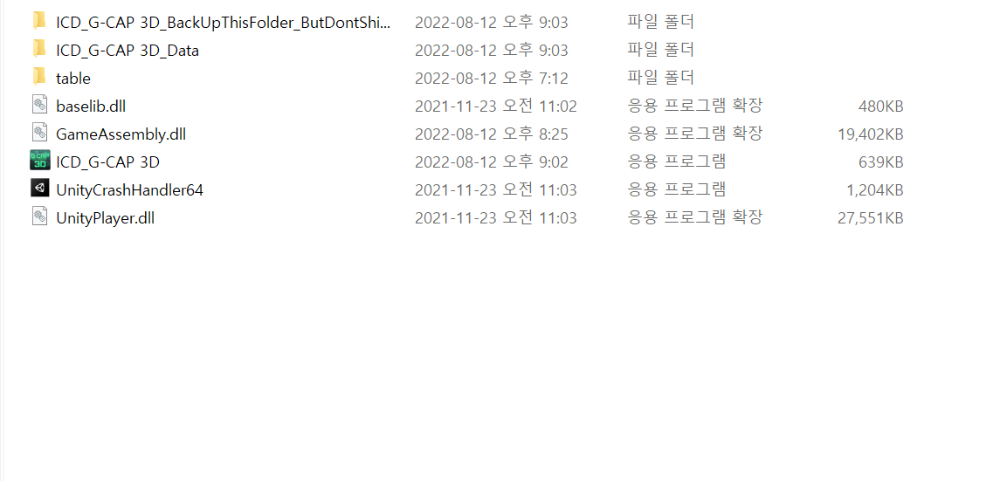 ICD_G-CAP 3D_BackUpThisFolder_ButDontShi... 2022-08-12 오후 9:03 파일 폴더
ICD_G-CAP 3D_Data 2022-08-12 오후 9:03 파일 폴더
table 2022-08-12 오후 7:12 파일 폴더
baselib.dll 2021-11-23 오전 11:02 응용 프로그램 확장 480KB
GameAssembly.dll 2022-08-12 오후 8:25 응용 프로그램 확장 19,402KB
G CAP 3D ICD_G-CAP 3D 2022-08-12 오후 9:02 응용 프로그램 639KB
UnityCrashHandler64 2021-11-23 오전 11:03 응용 프로그램 1,204KB
UnityPlayer.dll 2021-11-23 오전 11:03 응용 프로그램 확장 27,551KB